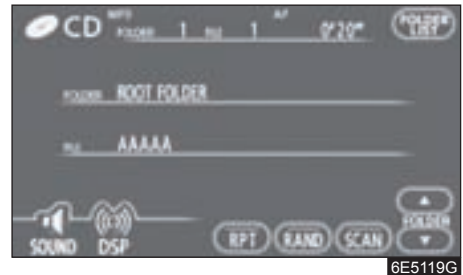 CD MP3 FOLDER 1 FILE 1 0'20" FOLDER LIST
FOLDER ROOT FOLDER
FILE AAAAA
SOUND DSP RPT RAND SCAN FOLDER
6E5119G